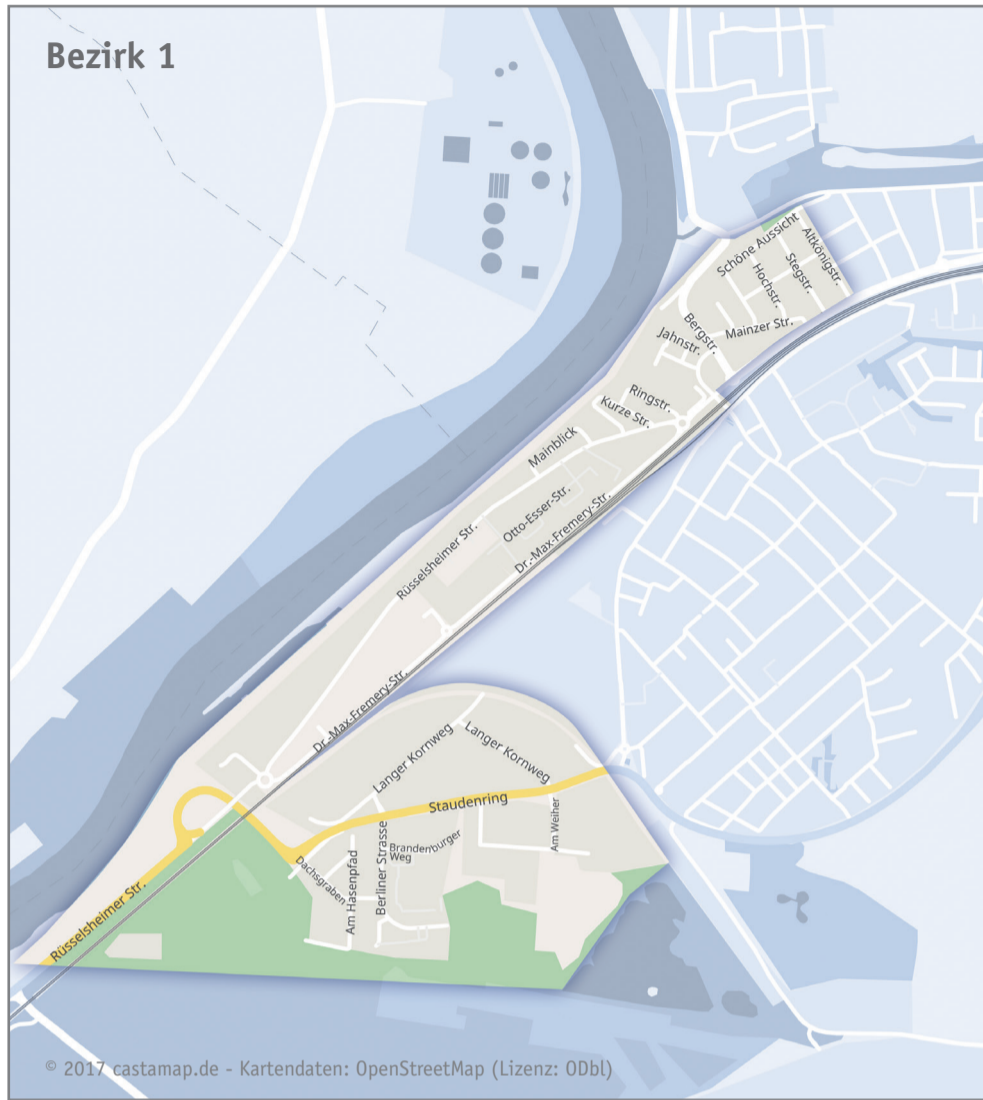 Bezirk 1
Schöne Aussicht
Altkönigstr.
Stegstr.
Hochstr.
Mainzer Str.
Bergstr.
Jahnstr.
Ringstr.
Kurze Str.
Mainblick
Otto-Esser-Str.
Dr.-Max-Fremery-Str.
Rüsselsheimer Str.
Dr.-Max-Fremery-Str.
Langer Kornweg
Langer Kornweg
Staudenring
Am Weiher
Brandenburger
Weg
Berliner Strasse
Am Hasenpfad
Dachsgraben
Rüsselsheimer Str.
© 2017 castamap.de - Kartendaten: OpenStreetMap (Lizenz: ODbl)